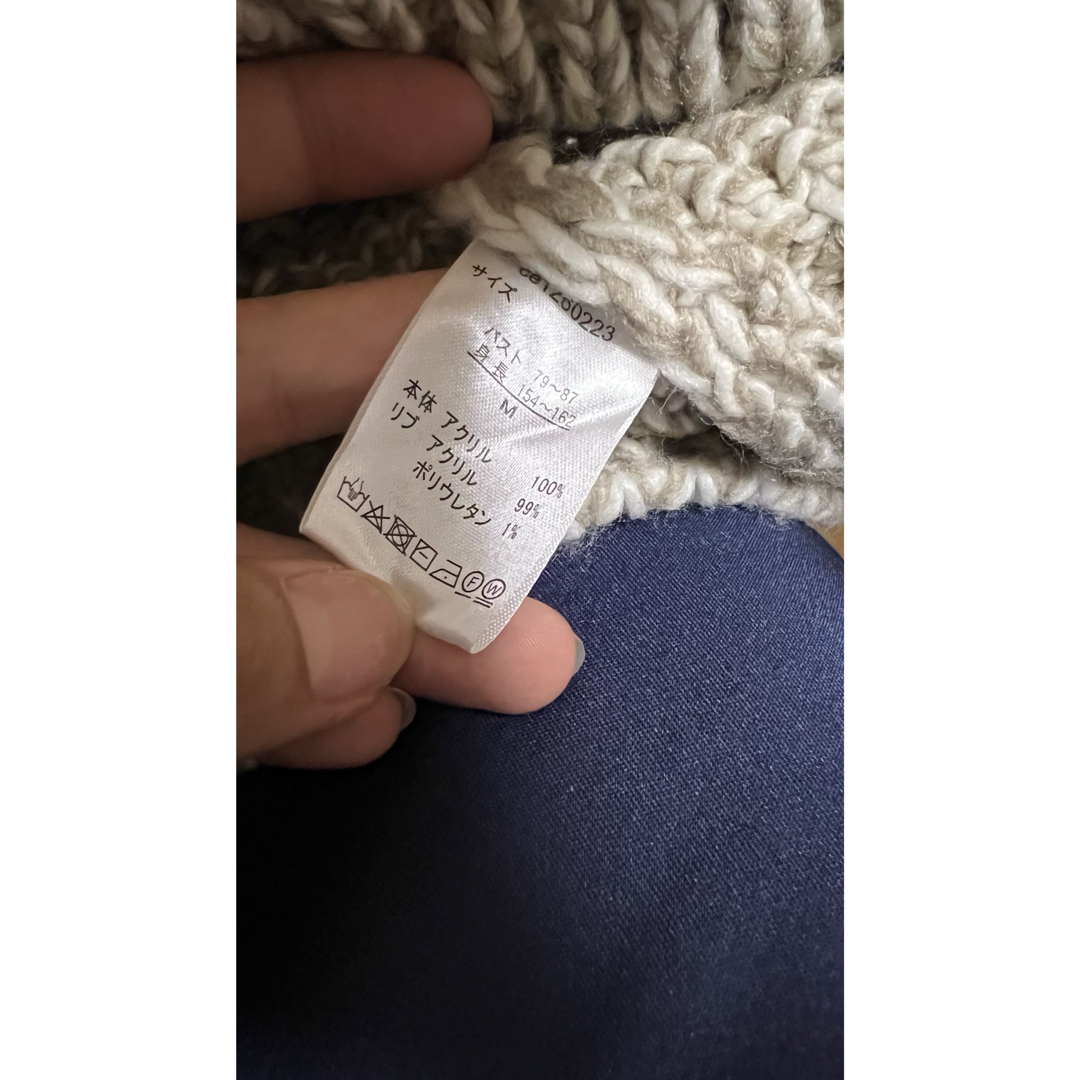 ce1260223
サイズ
バスト 79~87
身長 154~162
M
本体 アクリル 100%
リブ アクリル 99%
ポリウレタン 1%
F W